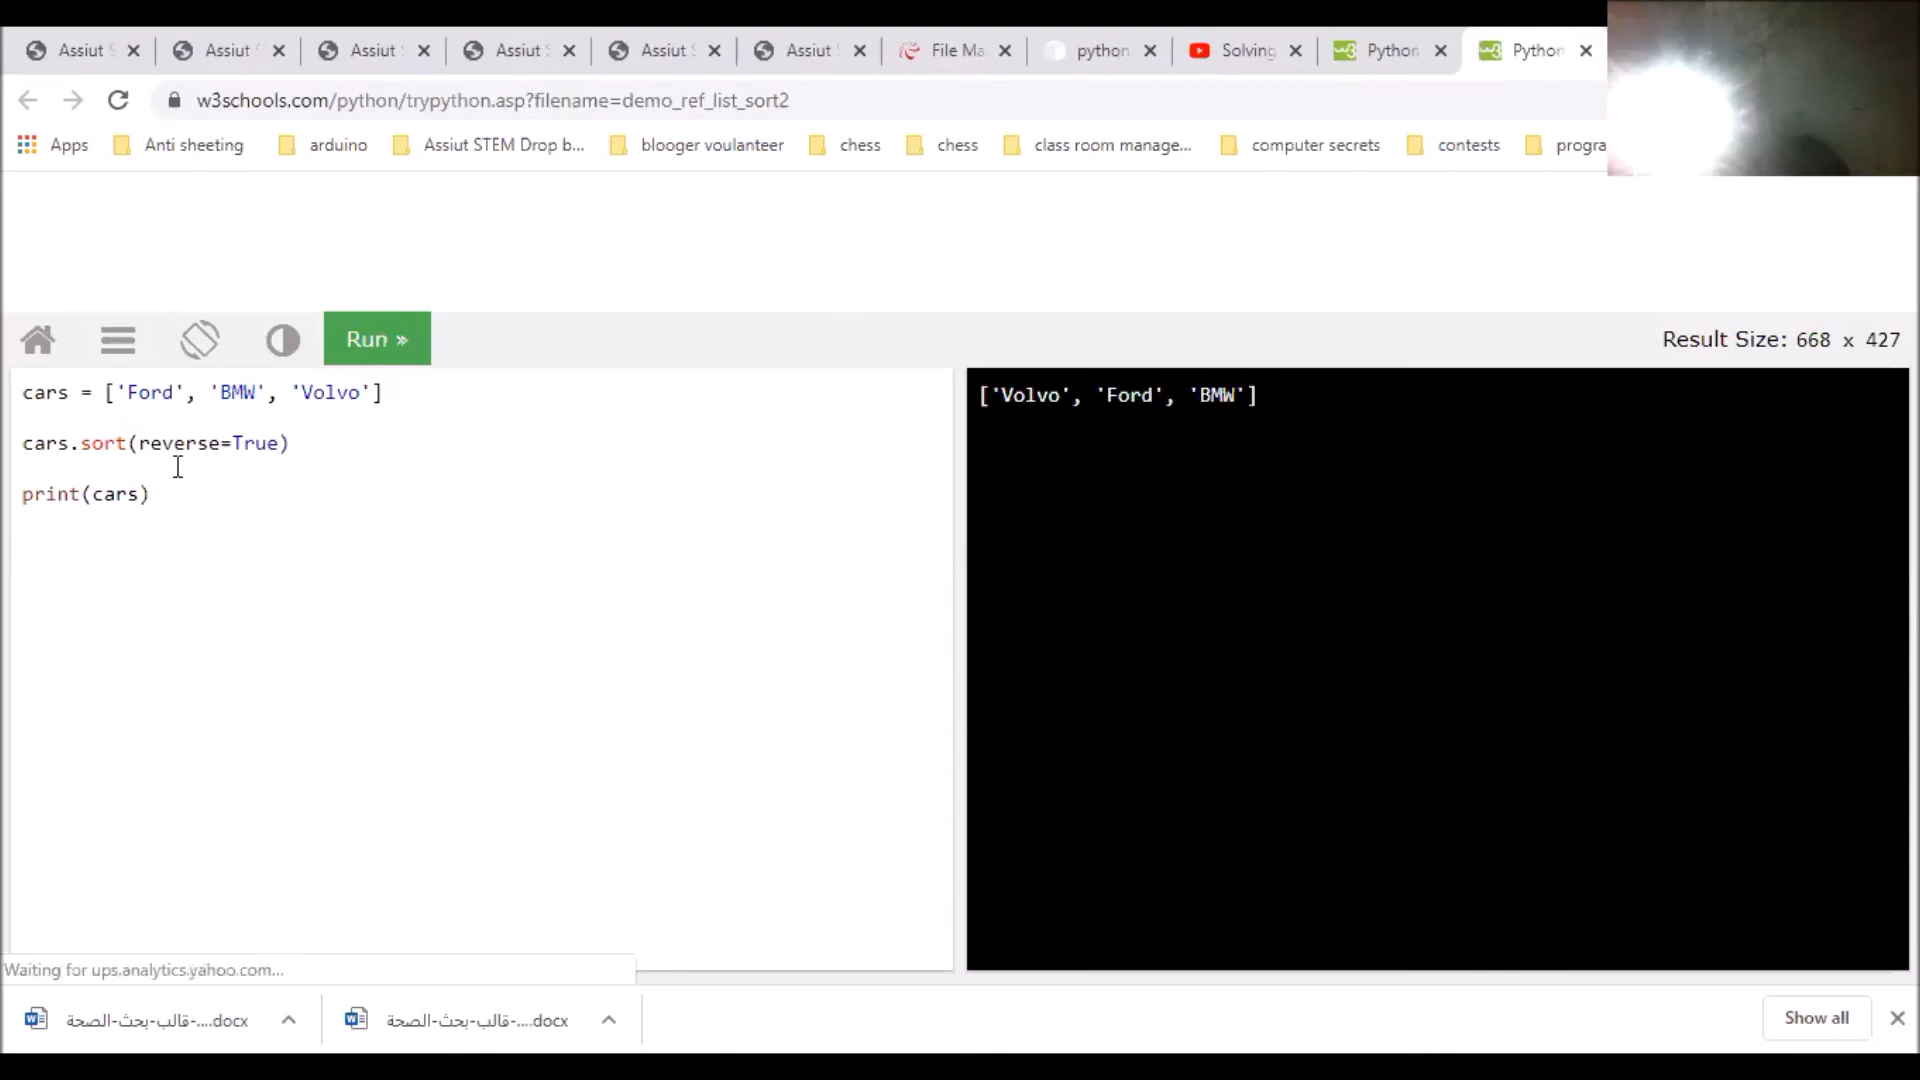 Assiut S
Assiut
Assiut
Assiut
Assiut S
Assiut
File Ma
python
Solving
Python
Python
w3schools.com/python/trypython.asp?filename=demo_ref_list_sort2
Apps
Anti sheeting
arduino
Assiut STEM Drop b...
blooger voulanteer
chess
chess
class room manage...
computer secrets
contests
progra
Run »
Result Size: 668 x 427
cars = ['Ford', 'BMW', 'Volvo']
cars.sort(reverse=True)
print(cars)
['Volvo', 'Ford', 'BMW']
Waiting for ups.analytics.yahoo.com...
قالب-بحث-الصحة-....docx
قالب-بحث-الصحة-....docx
Show all